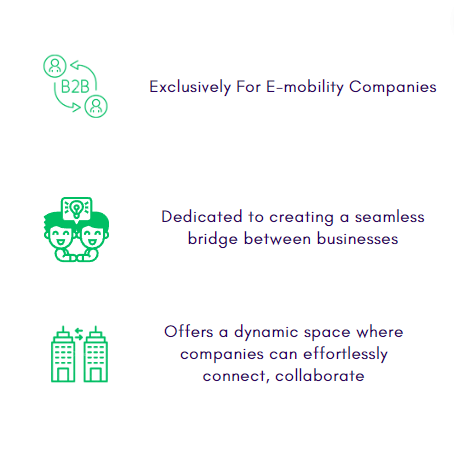 B2B
Exclusively For E-mobility Companies
Dedicated to creating a seamless
bridge between businesses
Offers a dynamic space where
companies can effortlessly
connect, collaborate